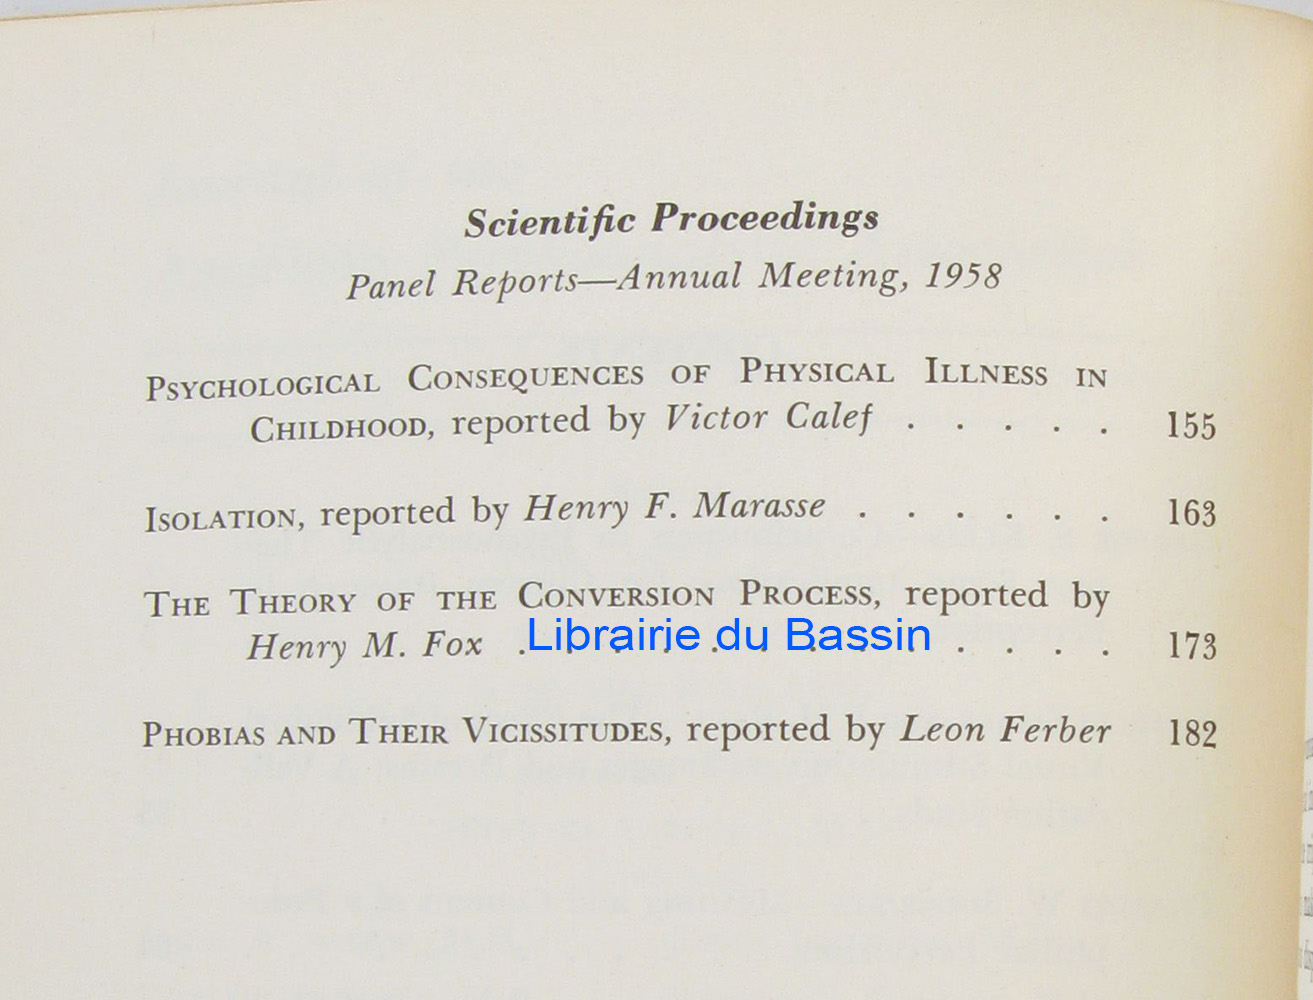 Scientific Proceedings
Panel Reports—Annual Meeting, 1958
PSYCHOLOGICAL CONSEQUENCES OF PHYSICAL ILLNESS IN
CHILDHOOD, reported by Victor Calef . . . . . 155
ISOLATION, reported by Henry F. Marasse . . . . . . 163
THE THEORY OF THE CONVERSION PROCESS, reported by
Henry M. Fox . . . . . . . . . . . . . 173
Librairie du Bassin
PHOBIAS AND THEIR VICISSITUDES, reported by Leon Ferber 182